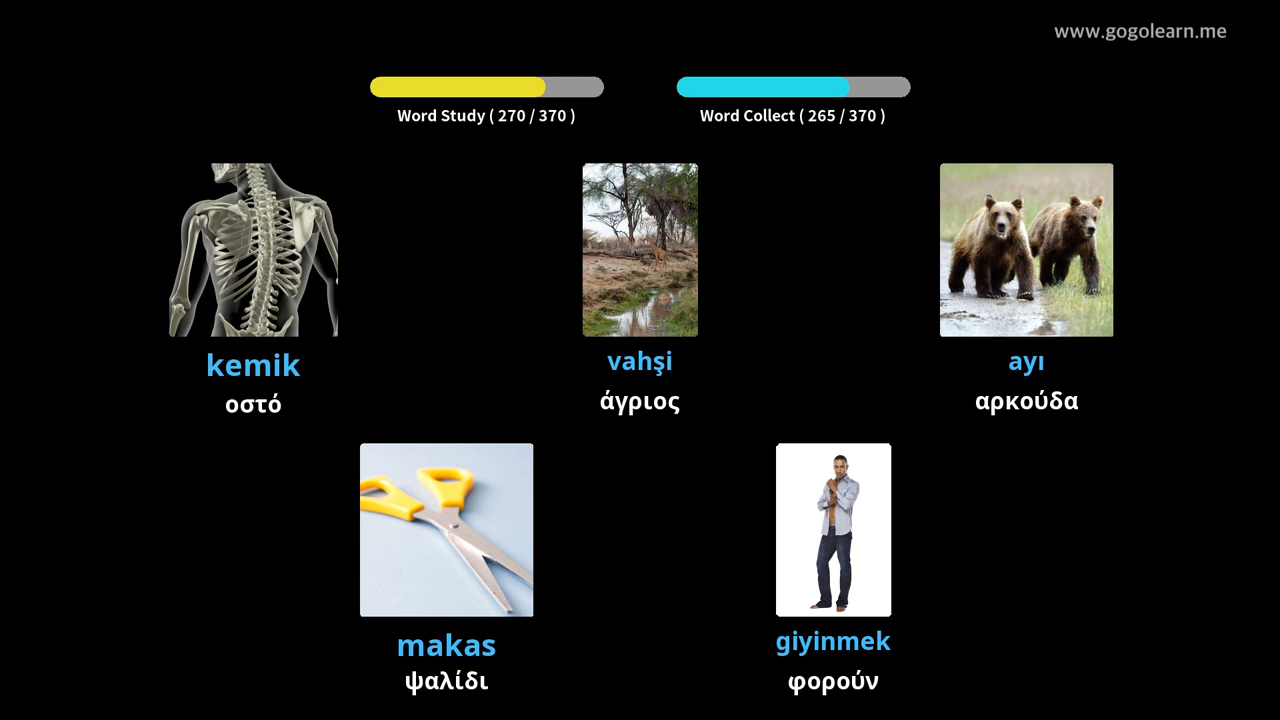 www.gogolearn.me
Word Study ( 270 / 370 )
Word Collect ( 265 / 370 )
kemik
οστό
vahşi
άγριος
ayı
αρκούδα
makas
ψαλίδι
giyinmek
φορούν